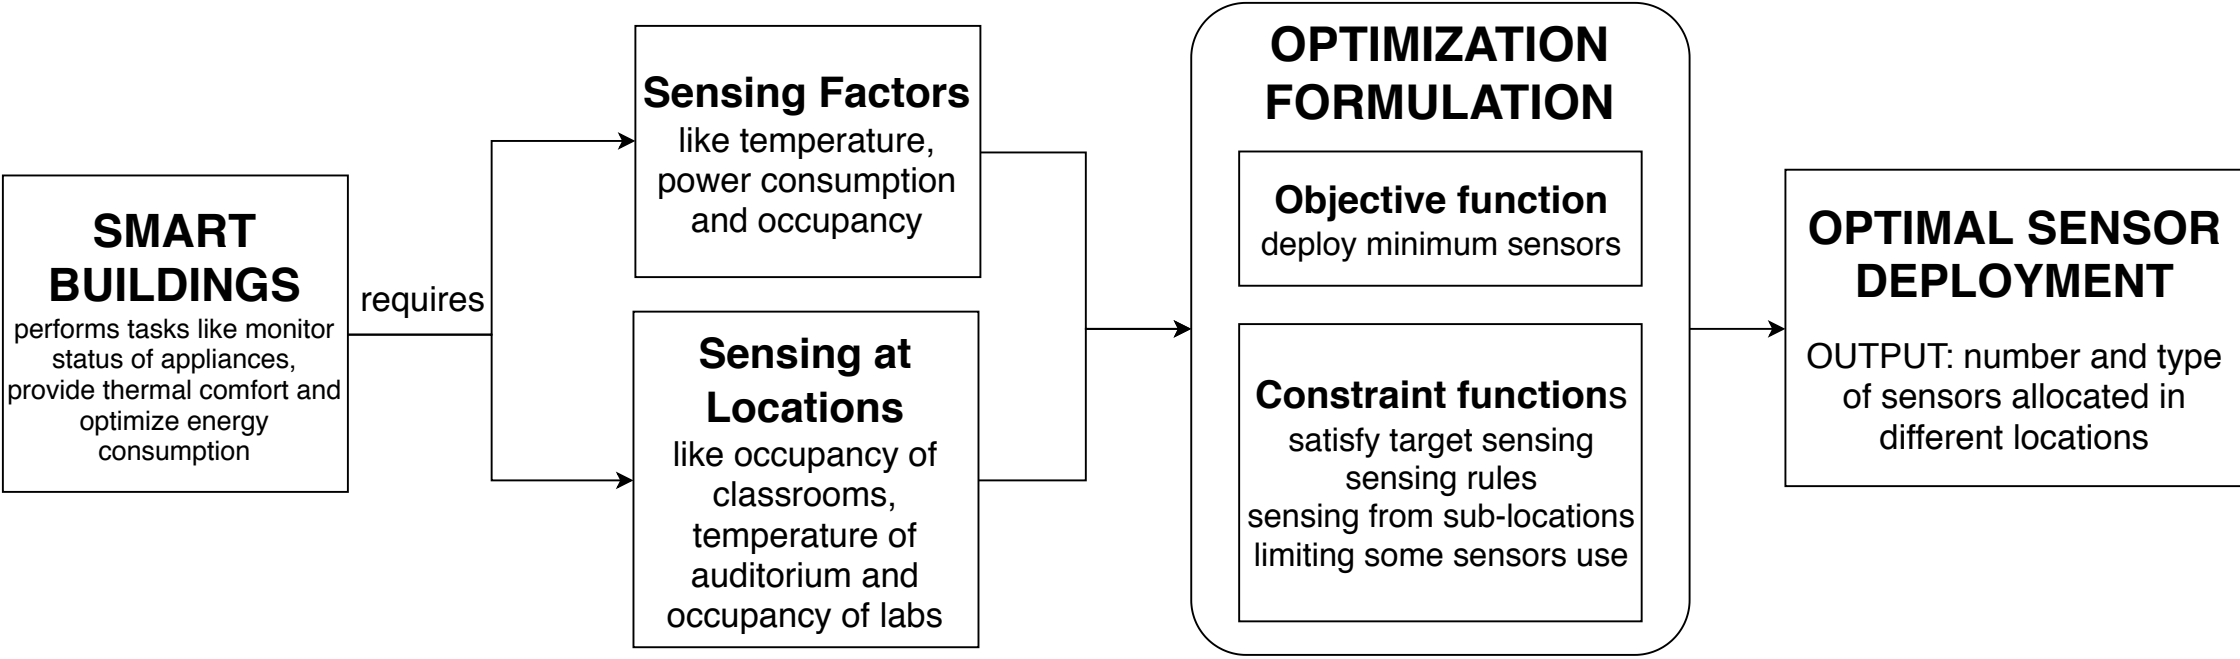 SMART
BUILDINGS
performs tasks like monitor
status of appliances,
provide thermal comfort and
optimize energy
consumption
requires
Sensing Factors
like temperature,
power consumption
and occupancy
Sensing at
Locations
like occupancy of
classrooms,
temperature of
auditorium and
occupancy of labs
OPTIMIZATION
FORMULATION
Objective function
deploy minimum sensors
Constraint functions
satisfy target sensing
sensing rules
sensing from sub-locations
limiting some sensors use
OPTIMAL SENSOR
DEPLOYMENT
OUTPUT: number and type
of sensors allocated in
different locations